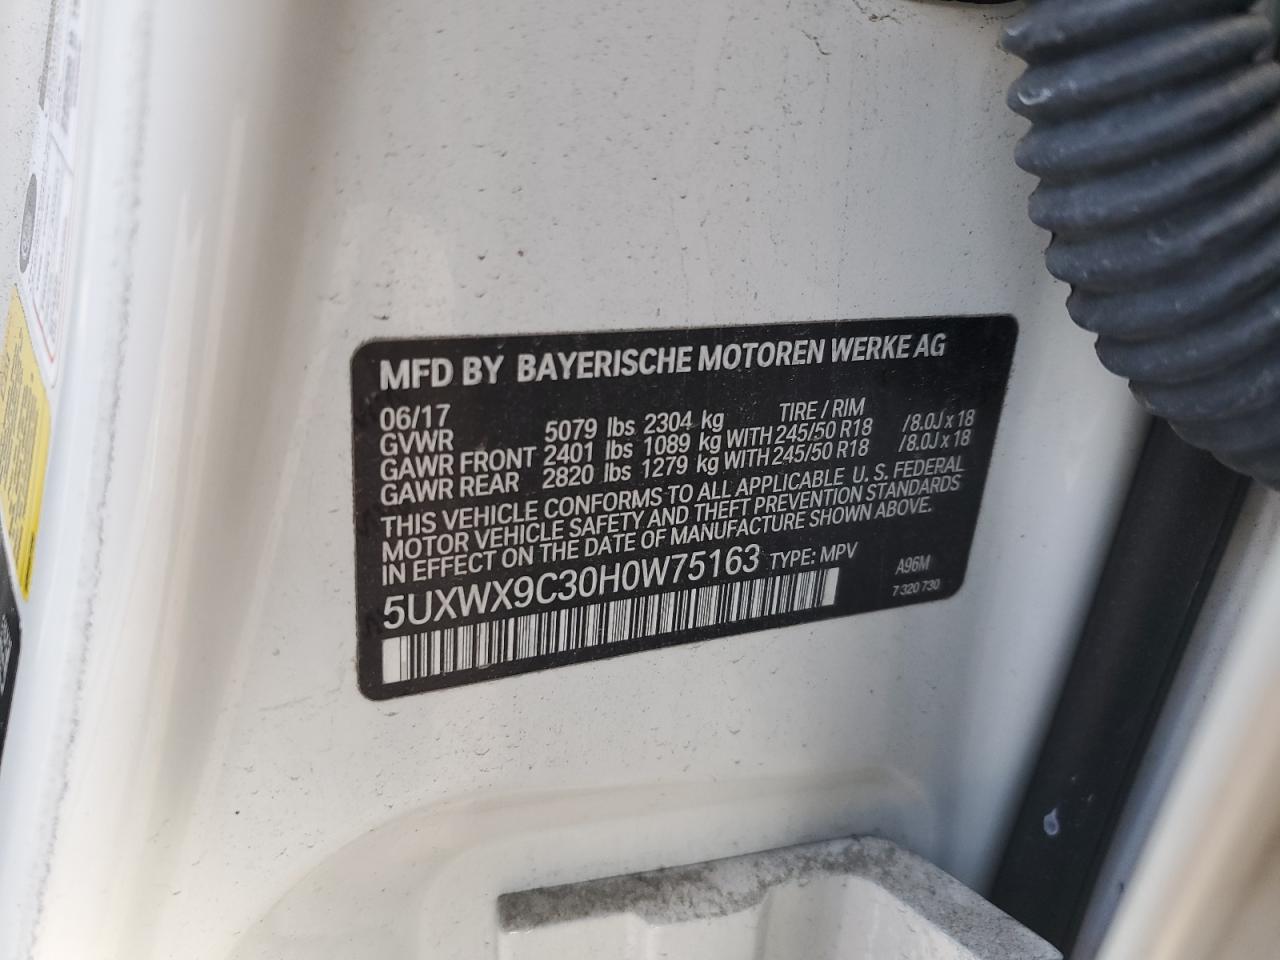 MFD BY BAYERISCHE MOTOREN WERKE AG
06/17 TIRE / RIM
GVWR 5079 lbs 2304 kg
GAWR FRONT 2401 lbs 1089 kg WITH 245/50 R18 /8.0J x 18
GAWR REAR 2820 lbs 1279 kg WITH 245/50 R18 /8.0J x 18
THIS VEHICLE CONFORMS TO ALL APPLICABLE U.S. FEDERAL
MOTOR VEHICLE SAFETY AND THEFT PREVENTION STANDARDS
IN EFFECT ON THE DATE OF MANUFACTURE SHOWN ABOVE.
5UXWX9C30H0W75163 TYPE: MPV A96M
7 320 730